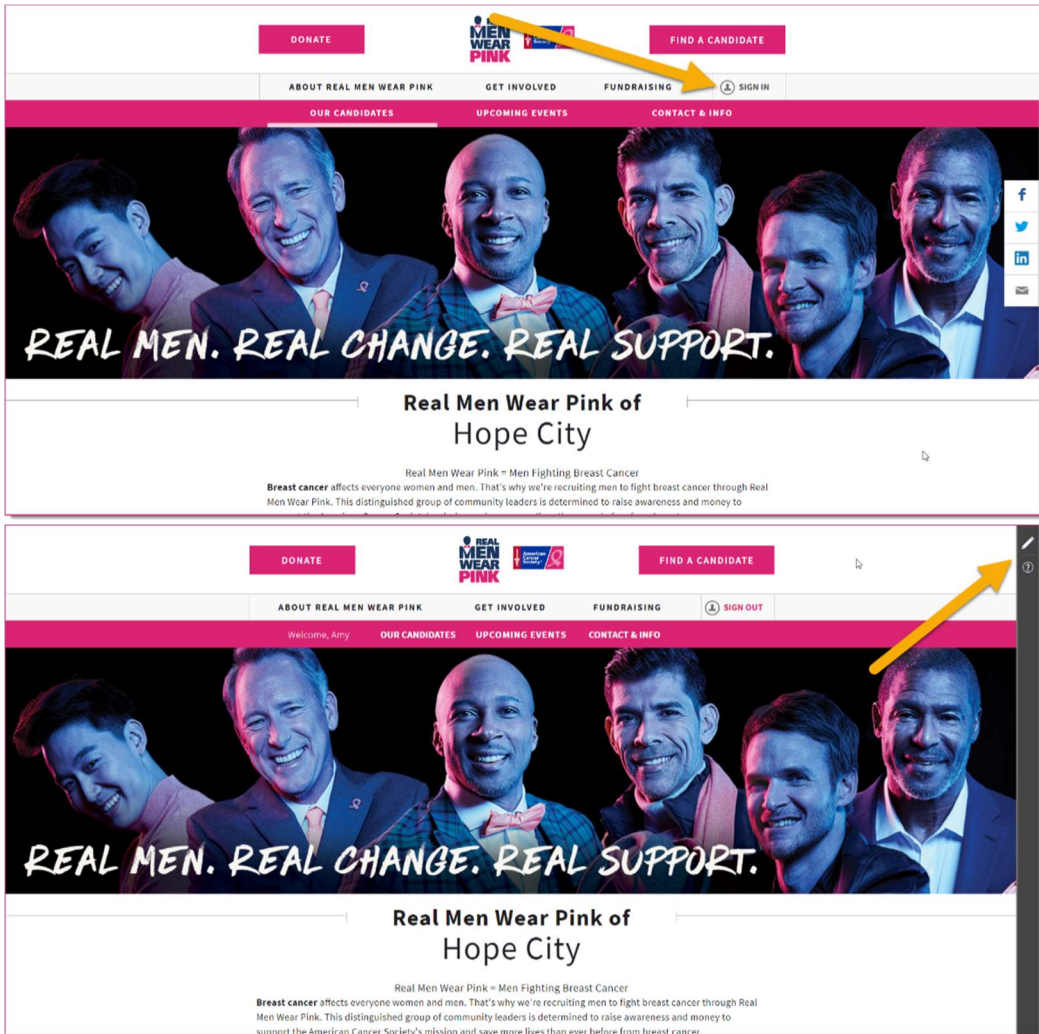 DONATE
MEN
WEAR
PINK
FIND A CANDIDATE
ABOUT REAL MEN WEAR PINK GET INVOLVED FUNDRAISING SIGN IN
OUR CANDIDATES UPCOMING EVENTS CONTACT & INFO
f
in
REAL MEN. REAL CHANGE. REAL SUPPORT.
Real Men Wear Pink of
Hope City
Real Men Wear Pink = Men Fighting Breast Cancer
Breast cancer affects everyone women and men. That's why we're recruiting men to fight breast cancer through Real
Men Wear Pink. This distinguished group of community leaders is determined to raise awareness and money to
DONATE
REAL
MEN
WEAR
PINK
American
Cancer
Society
FIND A CANDIDATE
?
ABOUT REAL MEN WEAR PINK GET INVOLVED FUNDRAISING SIGN OUT
Welcome, Amy OUR CANDIDATES UPCOMING EVENTS CONTACT & INFO
REAL MEN. REAL CHANGE. REAL SUPPORT.
Real Men Wear Pink of
Hope City
Real Men Wear Pink = Men Fighting Breast Cancer
Breast cancer affects everyone women and men. That's why we're recruiting men to fight breast cancer through Real
Men Wear Pink. This distinguished group of community leaders is determined to raise awareness and money to
support the American Cancer Society's mission and save more lives than ever before from breast cancer.